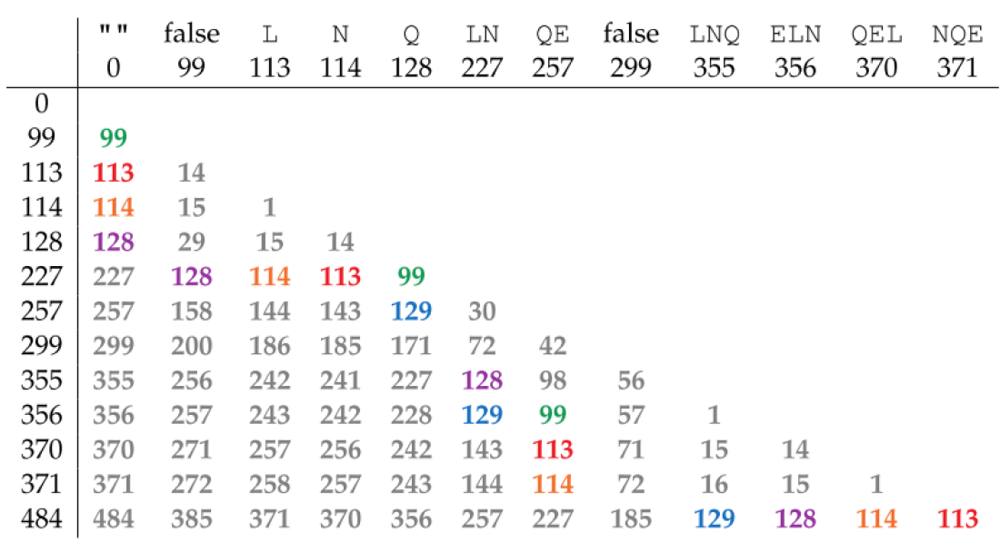 " " false L N Q LN QE false LNQ ELN QEL NQE
0 99 113 114 128 227 257 299 355 356 370 371
0
99 99
113 113 14
114 114 15 1
128 128 29 15 14
227 227 128 114 113 99
257 257 158 144 143 129 30
299 299 200 186 185 171 72 42
355 355 256 242 241 227 128 98 56
356 356 257 243 242 228 129 99 57 1
370 370 271 257 256 242 143 113 71 15 14
371 371 272 258 257 243 144 114 72 16 15 1
484 484 385 371 370 356 257 227 185 129 128 114 113